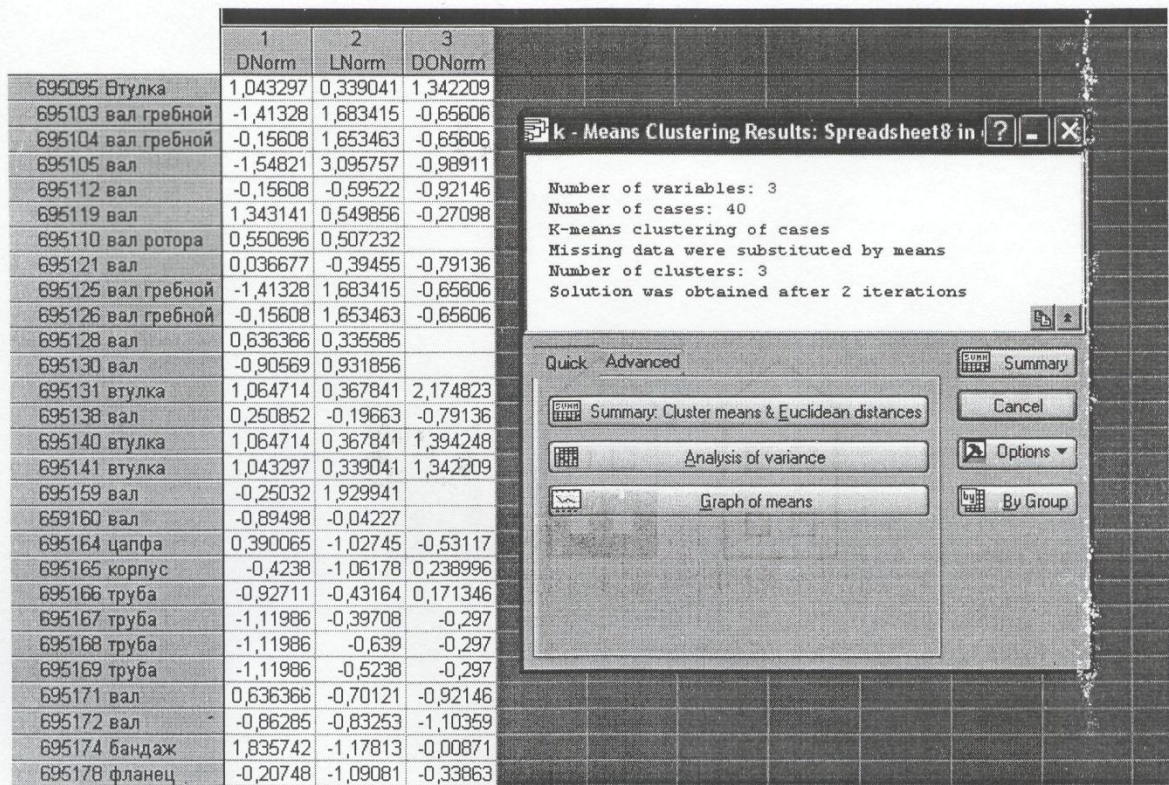 1 2 3
DNorm LNorm DONorm
695095 Втулка 1,043297 0,339041 1,342209
695103 вал гребной -1,41328 1,683415 -0,65606
695104 вал гребной -0,15608 1,653463 -0,65606
695105 вал -1,54821 3,095757 -0,98911
695112 вал -0,15608 -0,59522 -0,92146
695119 вал 1,343141 0,549856 -0,27098
695110 вал ротора 0,550696 0,507232
695121 вал 0,036677 -0,39455 -0,79136
695125 вал гребной -1,41328 1,683415 -0,65606
695126 вал гребной -0,15608 1,653463 -0,65606
695128 вал 0,636366 0,335585
695130 вал -0,90569 0,931856
695131 втулка 1,064714 0,367841 2,174823
695138 вал 0,250852 -0,19663 -0,79136
695140 втулка 1,064714 0,367841 1,394248
695141 втулка 1,043297 0,339041 1,342209
695159 вал -0,25032 1,929941
659160 вал -0,89498 -0,04227
695164 цапфа 0,390065 -1,02745 -0,53117
695165 корпус -0,4238 -1,06178 0,238996
695166 труба -0,92711 -0,43164 0,171346
695167 труба -1,11986 -0,39708 -0,297
695168 труба -1,11986 -0,639 -0,297
695169 труба -1,11986 -0,5238 -0,297
695171 вал 0,636366 -0,70121 -0,92146
695172 вал -0,86285 -0,83253 -1,10359
695174 бандаж 1,835742 -1,17813 -0,00871
695178 фланец -0,20748 -1,09081 -0,33863
k - Means Clustering Results: Spreadsheet8 in
Number of variables: 3
Number of cases: 40
K-means clustering of cases
Missing data were substituted by means
Number of clusters: 3
Solution was obtained after 2 iterations
Quick Advanced
Summary
Summary: Cluster means & Euclidean distances
Cancel
Analysis of variance
Options
Graph of means
By Group